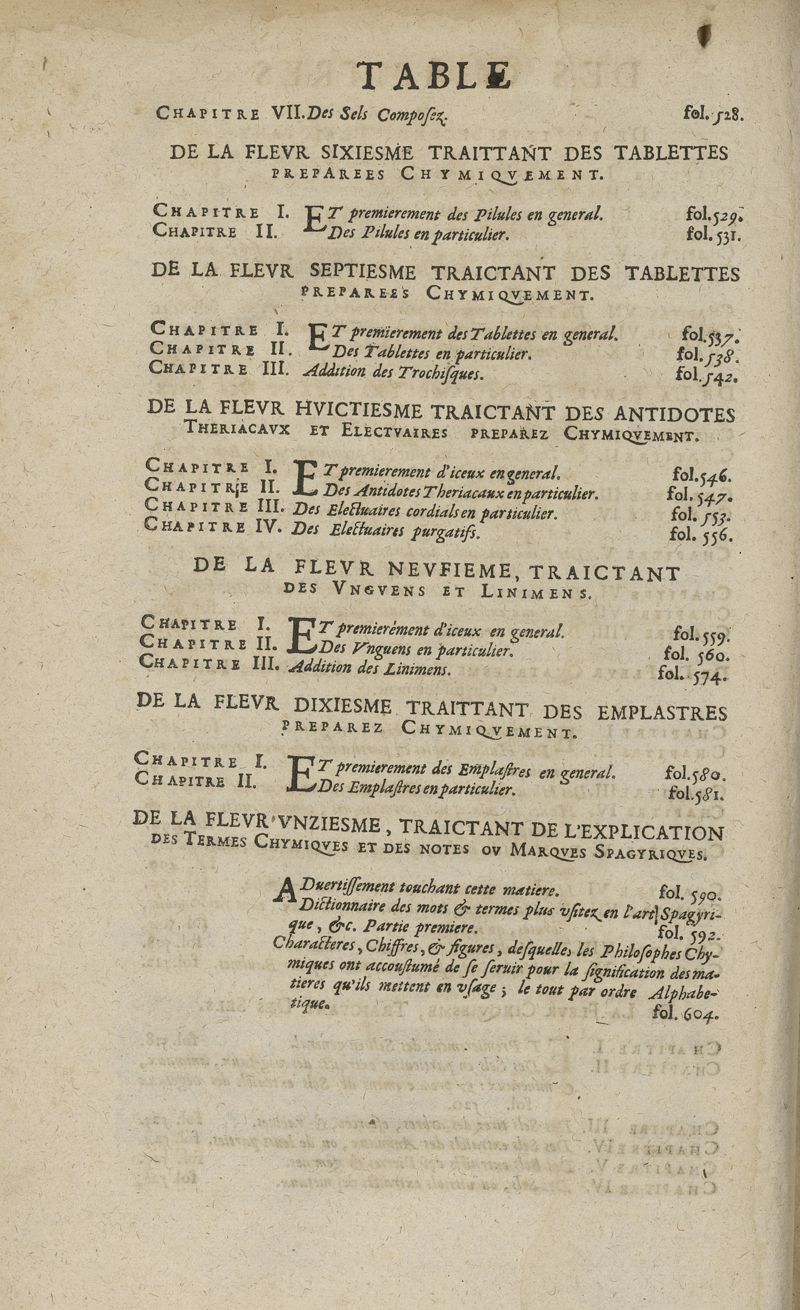 TABLE
CHAPITRE VII. Des Sels Compoſez. fol. 528.
DE LA FLEVR SIXIESME TRAITTANT DES TABLETTES
PREPAREES CHYMIQVEMENT.
CHAPITRE I. ET premierement des Pilules en general. fol. 529.
CHAPITRE II. Des Pilules en particulier. fol. 531.
DE LA FLEVR SEPTIESME TRAICTANT DES TABLETTES
PREPAREES CHYMIQVEMENT.
CHAPITRE I. ET premierement des Tablettes en general. fol. 537.
CHAPITRE II. Des Tablettes en particulier. fol. 538.
CHAPITRE III. Addition des Trochiſques. fol. 542.
DE LA FLEVR HVICTIESME TRAICTANT DES ANTIDOTES
THERIACAVX ET ELECTVAIRES PREPAREZ CHYMIQVEMENT.
CHAPITRE I. ET premierement d'iceux en general. fol. 546.
CHAPITRE II. Des Antidotes Theriacaux en particulier. fol. 547.
CHAPITRE III. Des Electuaires cordials en particulier. fol. 553.
CHAPITRE IV. Des Electuaires purgatifs. fol. 556.
DE LA FLEVR NEVFIEME, TRAICTANT
DES VNGVENS ET LINIMENS.
CHAPITRE I. ET premierement d'iceux en general. fol. 559.
CHAPITRE II. Des Vnguens en particulier. fol. 560.
CHAPITRE III. Addition des Linimens. fol. 574.
DE LA FLEVR DIXIESME TRAITTANT DES EMPLASTRES
PREPAREZ CHYMIQVEMENT.
CHAPITRE I. ET premierement des Emplaſtres en general. fol. 580.
CHAPITRE II. Des Emplaſtres en particulier. fol. 581.
DE LA FLEVR VNZIESME, TRAICTANT DE L'EXPLICATION
DES TERMES CHYMIQVES ET DES NOTES OV MARQVES SPAGYRIQVES.
ADuertiſſement touchant cette matiere. fol. 590.
Dictionnaire des mots & termes plus vſitez en l'art Spagyri-
que, &c. Partie premiere. fol. 592.
Characteres, Chiffres, & figures, deſquelles les Philoſophes Chy-
miques ont accouſtumé de ſe ſeruir pour la ſignification des ma-
tieres qu'ils mettent en vſage; le tout par ordre Alphabe-
tique. fol. 604.